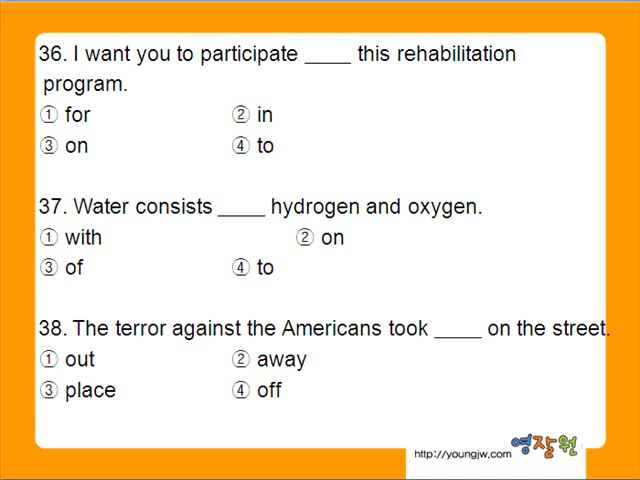 36. I want you to participate ____ this rehabilitation
program.
① for ② in
③ on ④ to
37. Water consists ____ hydrogen and oxygen.
① with ② on
③ of ④ to
38. The terror against the Americans took ____ on the street.
① out ② away
③ place ④ off
http://youngjw.com 영잘원